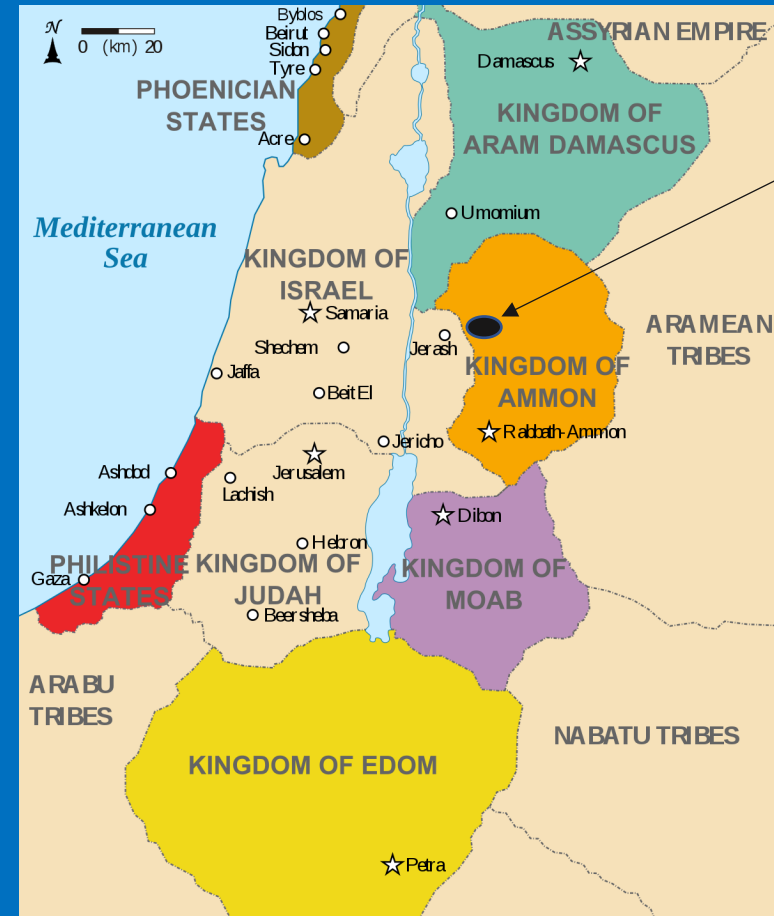 Byblos
N
0 (km) 20
Beirut
Sidon
Tyre
ASSYRIAN EMPIRE
Damascus
PHOENICIAN
STATES
KINGDOM OF
ARAM DAMASCUS
Acre
Umomium
Mediterranean
Sea
KINGDOM OF
ISRAEL
Samaria
Shechem
Jerash
ARAMEAN
TRIBES
Jaffa
Beit El
KINGDOM OF
AMMON
Rabbath-Ammon
Jericho
Jerusalem
Ashdod
Lachish
Ashkelon
Dibon
Hebron
Gaza
PHILISTINE
STATES
KINGDOM OF
JUDAH
Beersheba
KINGDOM OF
MOAB
ARABU
TRIBES
NABATU TRIBES
KINGDOM OF EDOM
Petra